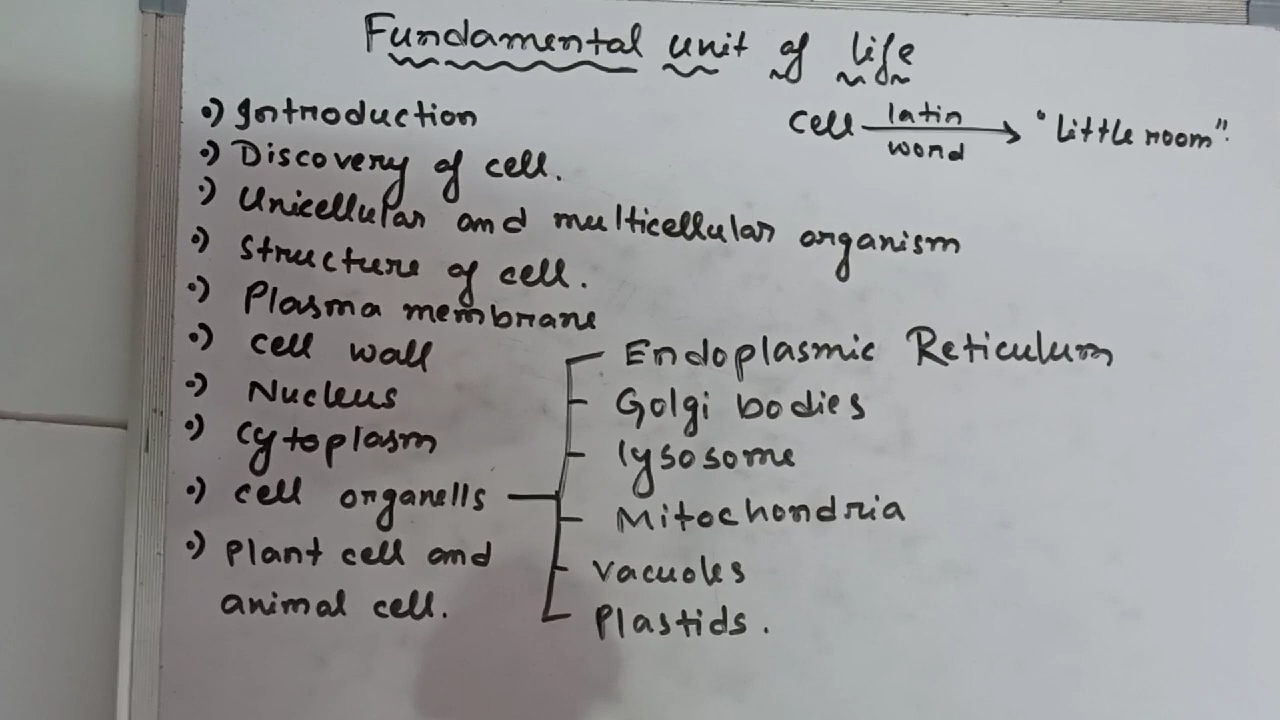 Fundamental unit of life
cell latin word → "Little room".
•) Introduction
•) Discovery of cell.
•) Unicellular and multicellular organism
•) Structure of cell.
•) Plasma membrane
•) cell wall
•) Nucleus
•) cytoplasm
•) cell organells
•) Plant cell and
animal cell.
Endoplasmic Reticulum
Golgi bodies
lysosome
Mitochondria
vacuoles
Plastids.